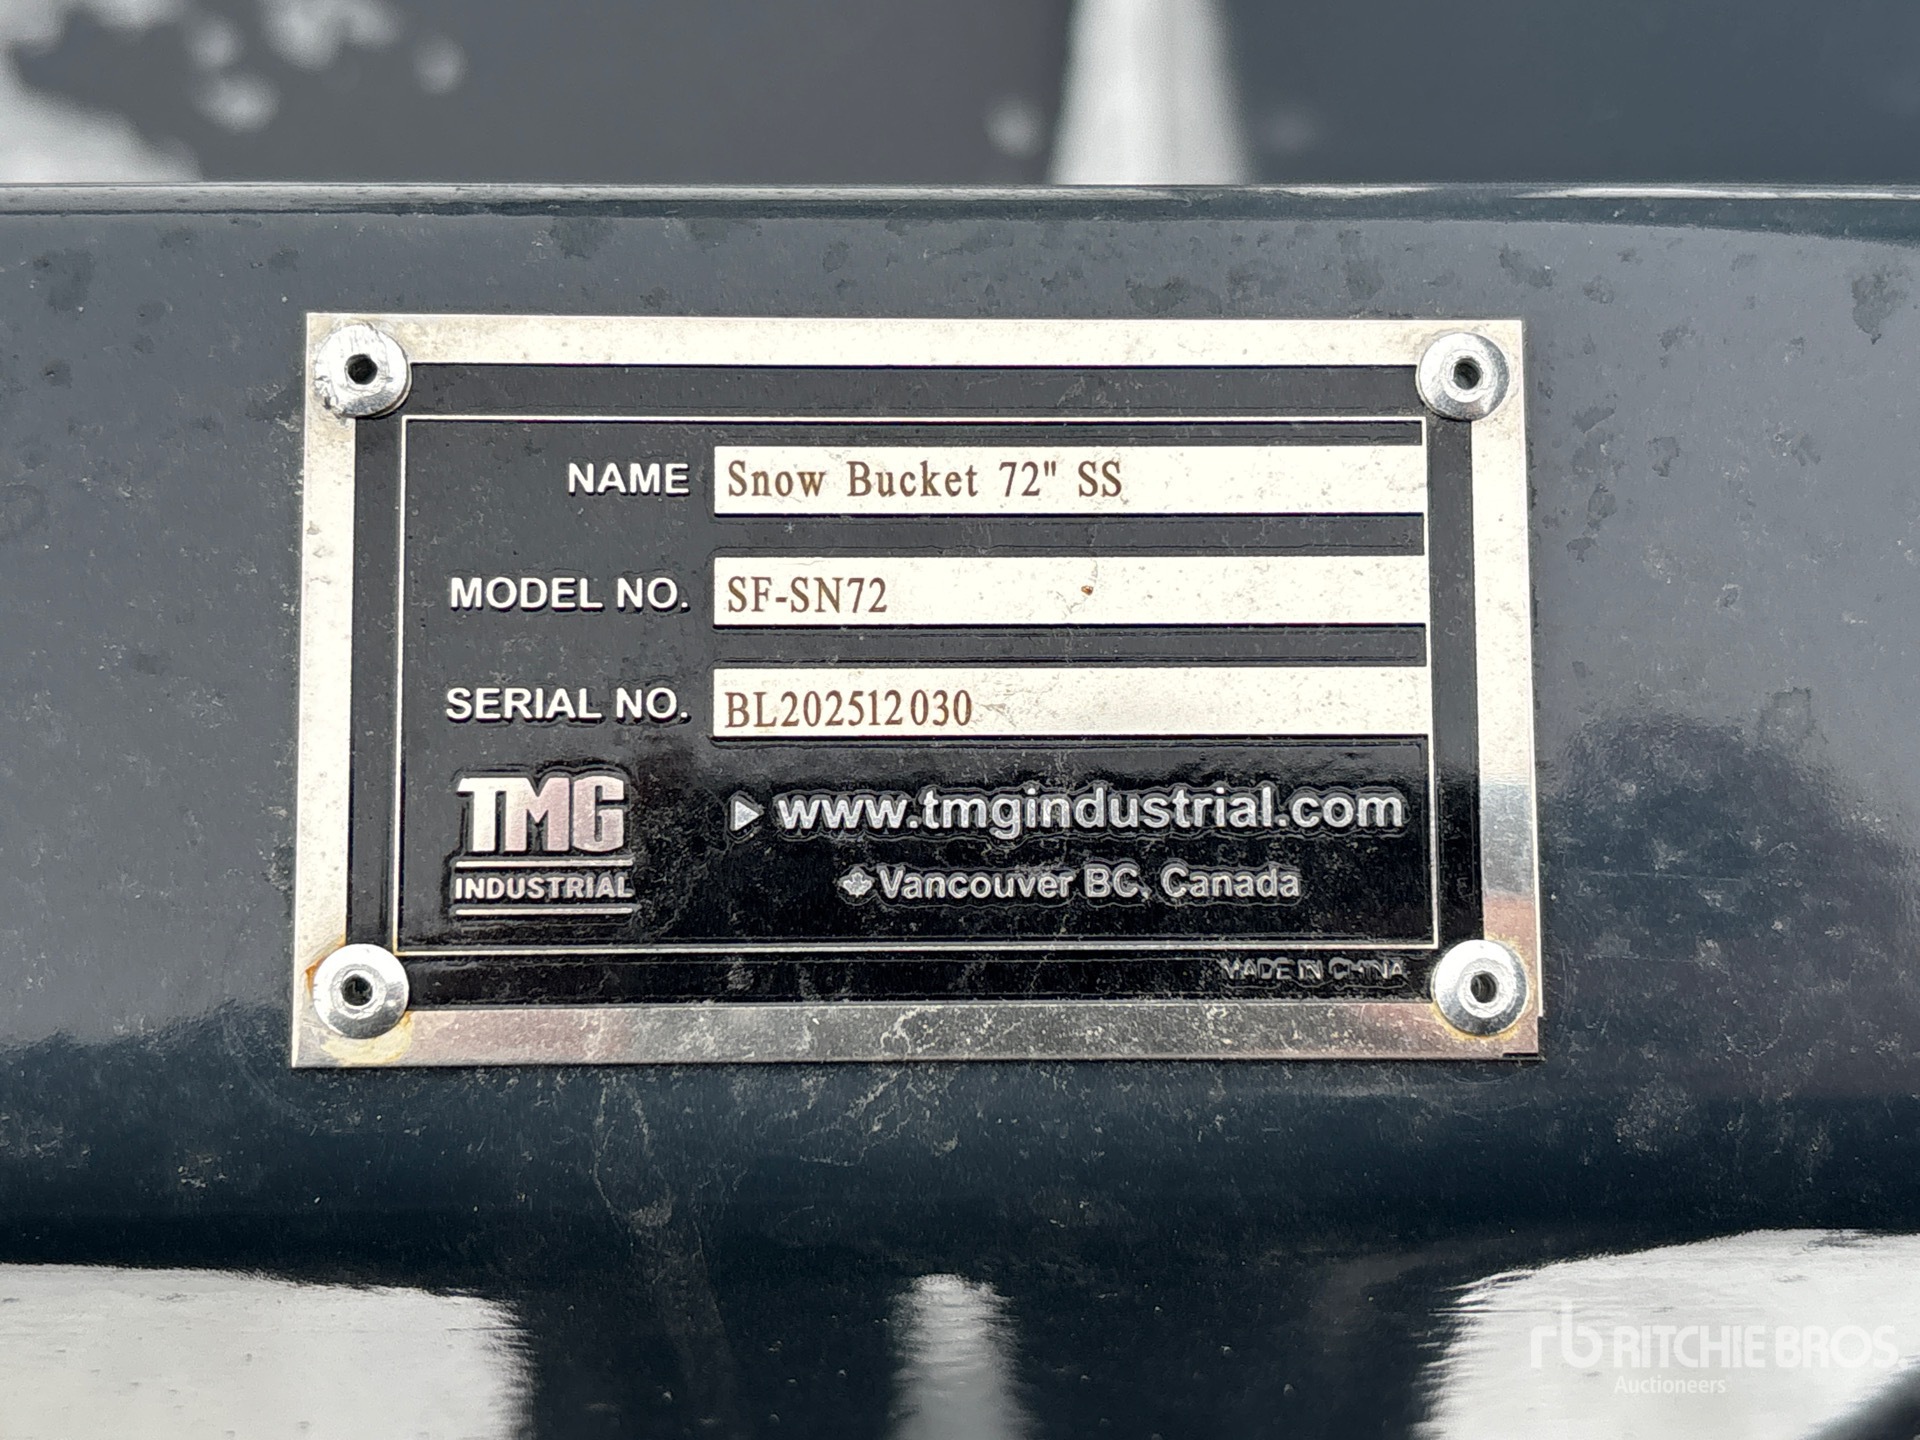 NAME Snow Bucket 72" SS
MODEL NO. SF-SN72
SERIAL NO. BL202512030
TMG
INDUSTRIAL
www.tmgindustrial.com
Vancouver BC, Canada
MADE IN CHINA
rb RITCHIE BROS.
Auctioneers